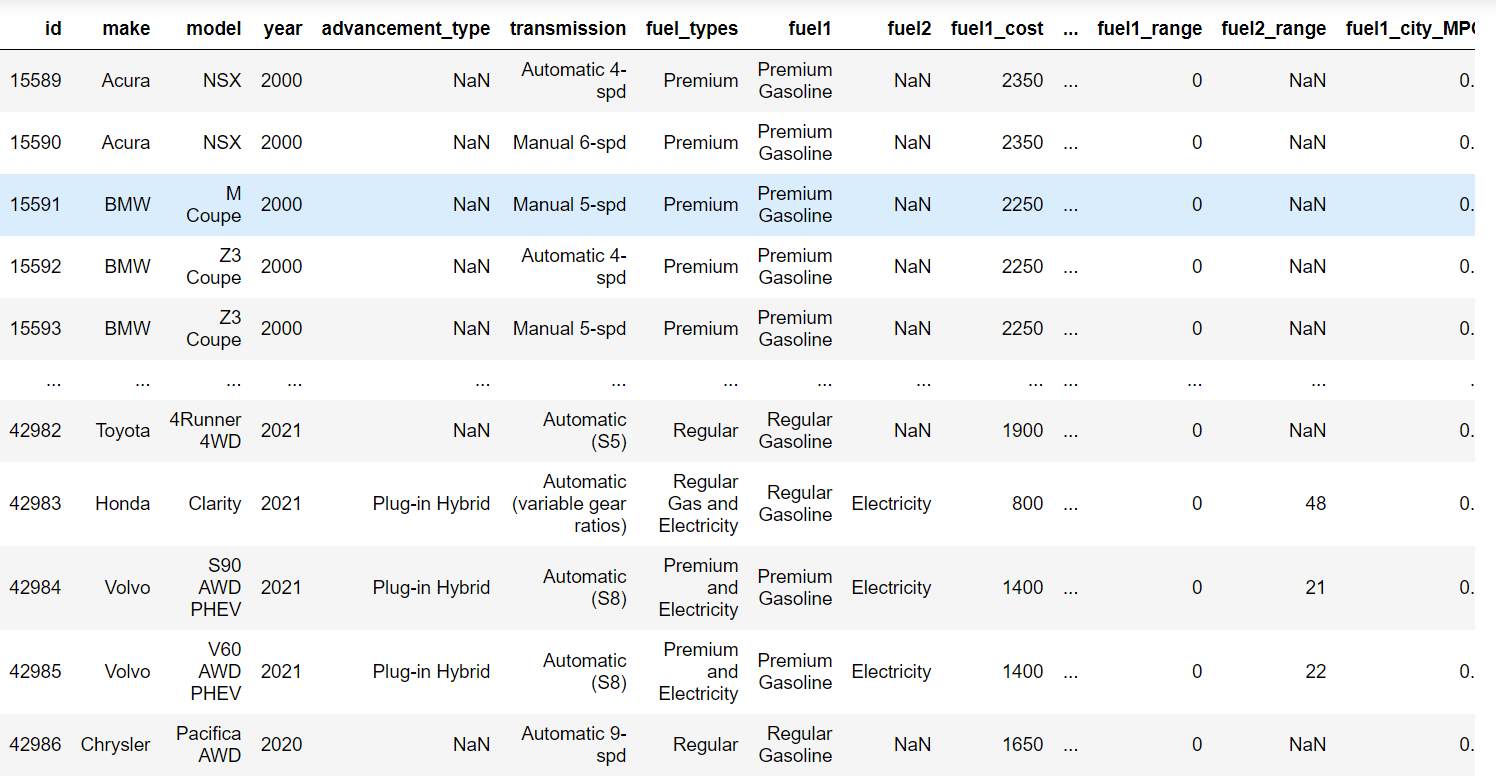 id make model year advancement_type transmission fuel_types fuel1 fuel2 fuel1_cost ... fuel1_range fuel2_range fuel1_city_MPG
15589 Acura NSX 2000 NaN Automatic 4-spd Premium Premium Gasoline NaN 2350 ... 0 NaN 0.
15590 Acura NSX 2000 NaN Manual 6-spd Premium Premium Gasoline NaN 2350 ... 0 NaN 0.
15591 BMW M Coupe 2000 NaN Manual 5-spd Premium Premium Gasoline NaN 2250 ... 0 NaN 0.
15592 BMW Z3 Coupe 2000 NaN Automatic 4-spd Premium Premium Gasoline NaN 2250 ... 0 NaN 0.
15593 BMW Z3 Coupe 2000 NaN Manual 5-spd Premium Premium Gasoline NaN 2250 ... 0 NaN 0.
... ... ... ... ... ... ... ... ... ... ... ... ... .
42982 Toyota 4Runner 4WD 2021 NaN Automatic (S5) Regular Regular Gasoline NaN 1900 ... 0 NaN 0.
42983 Honda Clarity 2021 Plug-in Hybrid Automatic (variable gear ratios) Regular Gas and Electricity Regular Gasoline Electricity 800 ... 0 48 0.
42984 Volvo S90 AWD PHEV 2021 Plug-in Hybrid Automatic (S8) Premium and Electricity Premium Gasoline Electricity 1400 ... 0 21 0.
42985 Volvo V60 AWD PHEV 2021 Plug-in Hybrid Automatic (S8) Premium and Electricity Premium Gasoline Electricity 1400 ... 0 22 0.
42986 Chrysler Pacifica AWD 2020 NaN Automatic 9-spd Regular Regular Gasoline NaN 1650 ... 0 NaN 0.